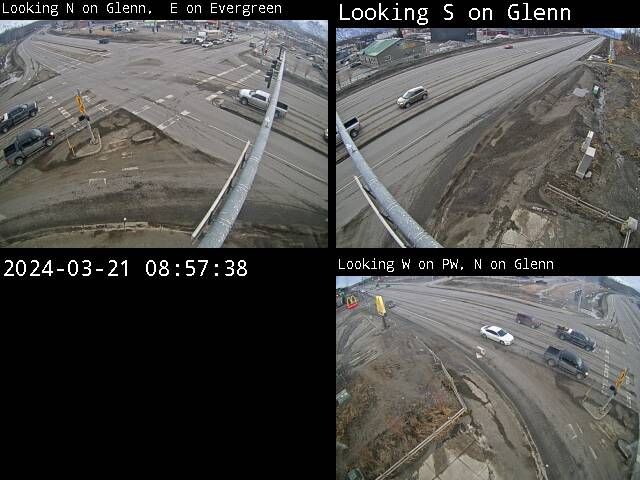 Looking N on Glenn,  E on Evergreen
Looking S on Glenn
2024-03-21 08:57:38
Looking W on PW, N on Glenn